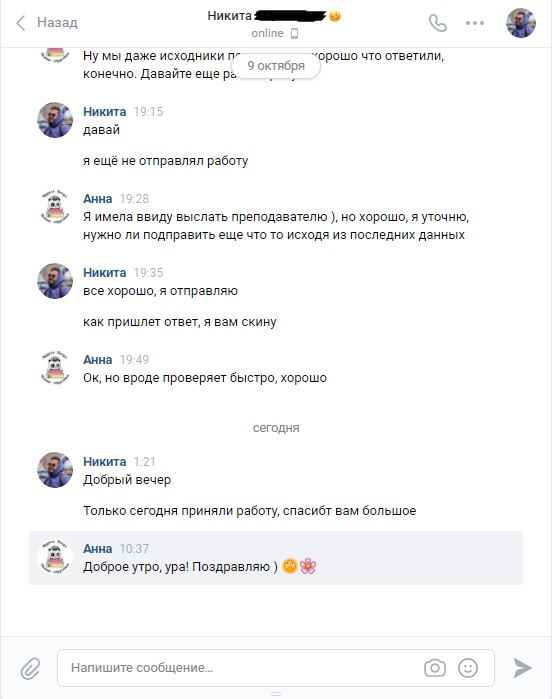 Назад
Никита
online
Ну мы даже исходники хорошо что ответили,
9 октября
конечно. Давайте еще
Никита 19:15
давай
я ещё не отправлял работу
Анна 19:28
Я имела ввиду выслать преподавателю ), но хорошо, я уточню,
нужно ли подправить еще что то исходя из последних данных
Никита 19:35
все хорошо, я отправляю
как пришлет ответ, я вам скину
Анна 19:49
Ок, но вроде проверяет быстро, хорошо
сегодня
Никита 1:21
Добрый вечер
Только сегодня приняли работу, спасибт вам большое
Анна 10:37
Доброе утро, ура! Поздравляю )
Напишите сообщение...